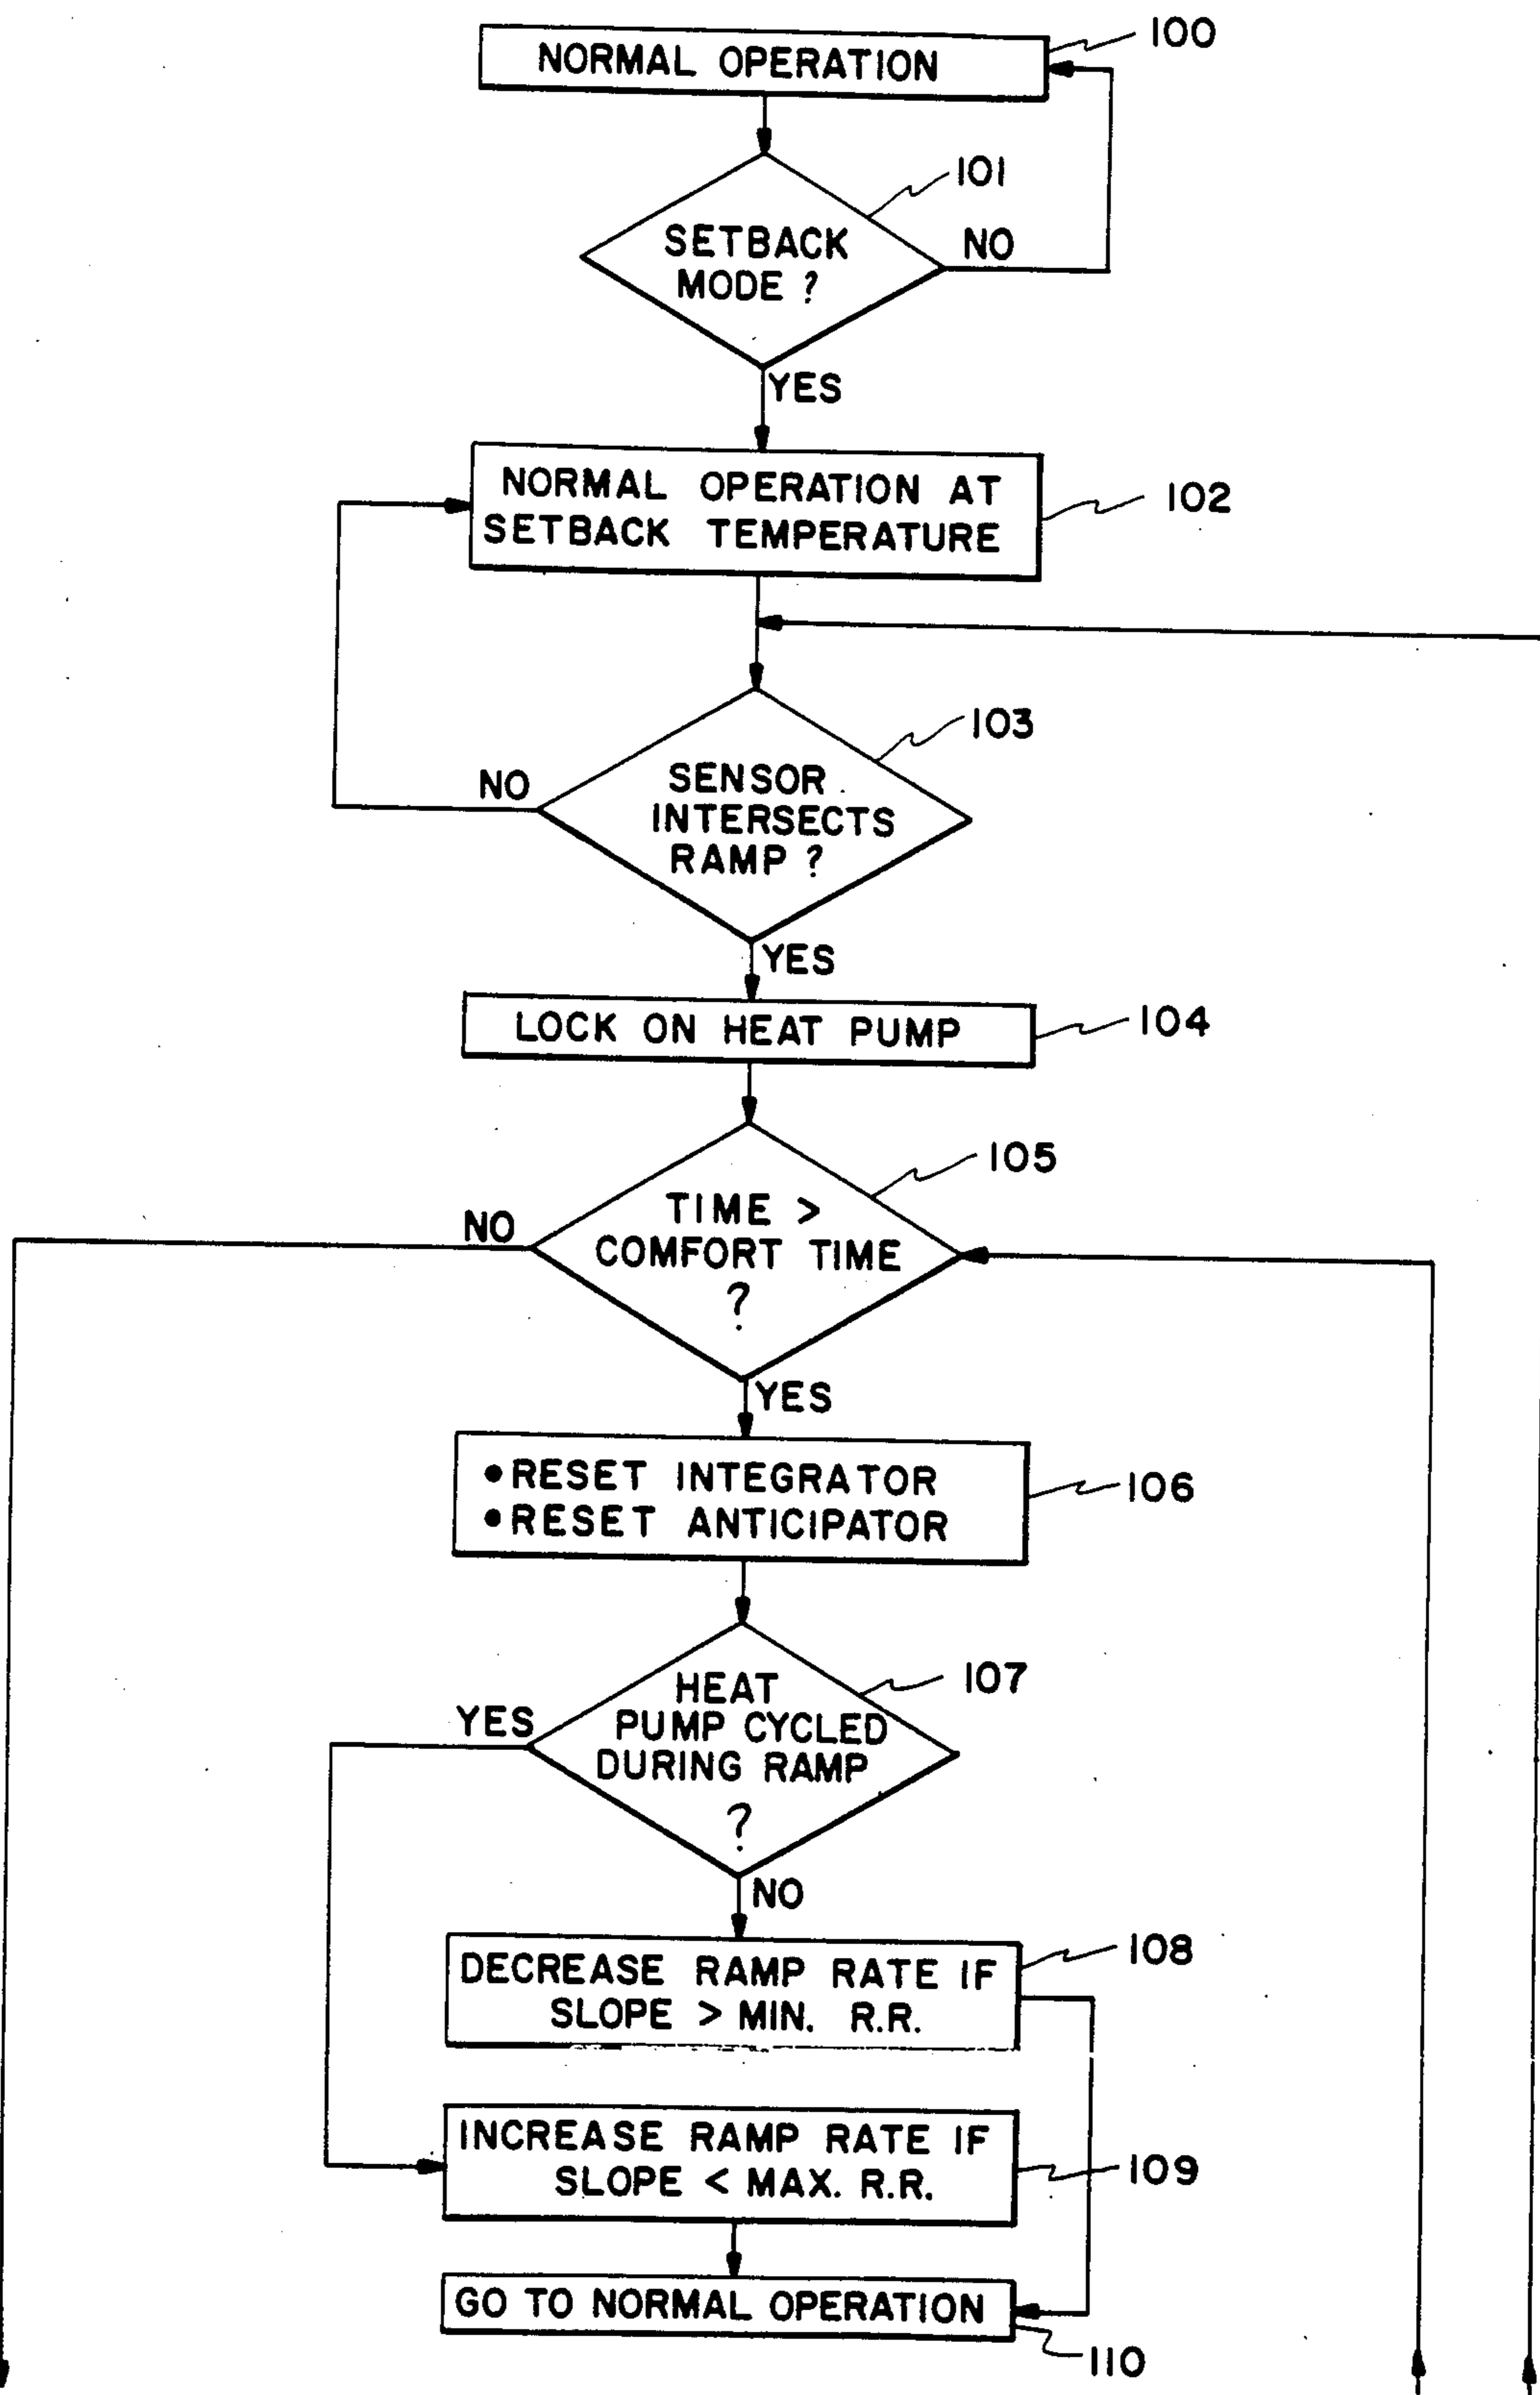 NORMAL OPERATION
100
101
SETBACK
MODE ?
NO
YES
NORMAL OPERATION AT
SETBACK TEMPERATURE
102
103
SENSOR
INTERSECTS
RAMP ?
NO
YES
LOCK ON HEAT PUMP
104
105
TIME >
COMFORT TIME
?
NO
YES
•RESET INTEGRATOR
•RESET ANTICIPATOR
106
107
HEAT
PUMP CYCLED
DURING RAMP
?
YES
NO
DECREASE RAMP RATE IF
SLOPE > MIN. R.R.
108
INCREASE RAMP RATE IF
SLOPE < MAX. R.R.
109
GO TO NORMAL OPERATION
110